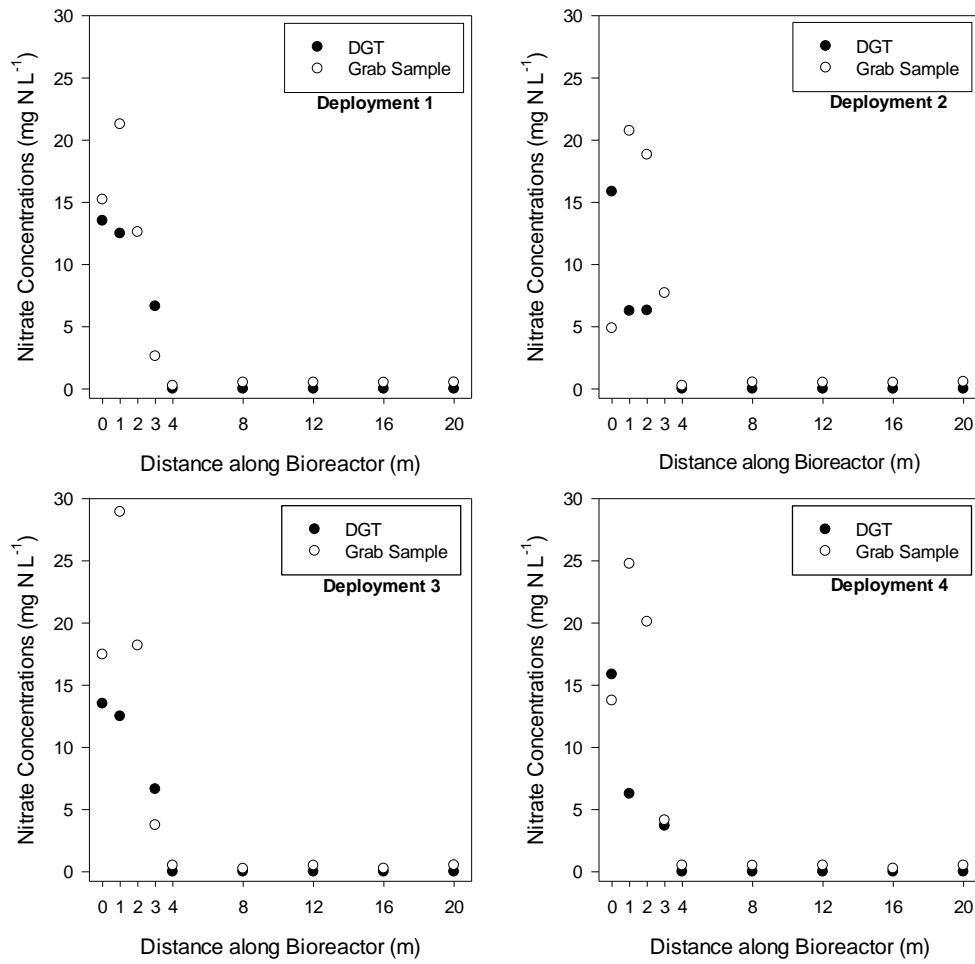 30
25
20
15
10
5
0
Nitrate Concentrations (mg N L⁻¹)
DGT
Grab Sample
Deployment 1
0 1 2 3 4 8 12 16 20
Distance along Bioreactor (m)
30
25
20
15
10
5
0
Nitrate Concentrations (mg N L⁻¹)
DGT
Grab Sample
Deployment 2
0 1 2 3 4 8 12 16 20
Distance along Bioreactor (m)
30
25
20
15
10
5
0
Nitrate Concentrations (mg N L⁻¹)
DGT
Grab Sample
Deployment 3
0 1 2 3 4 8 12 16 20
Distance along Bioreactor (m)
30
25
20
15
10
5
0
Nitrate Concentrations (mg N L⁻¹)
DGT
Grab Sample
Deployment 4
0 1 2 3 4 8 12 16 20
Distance along Bioreactor (m)